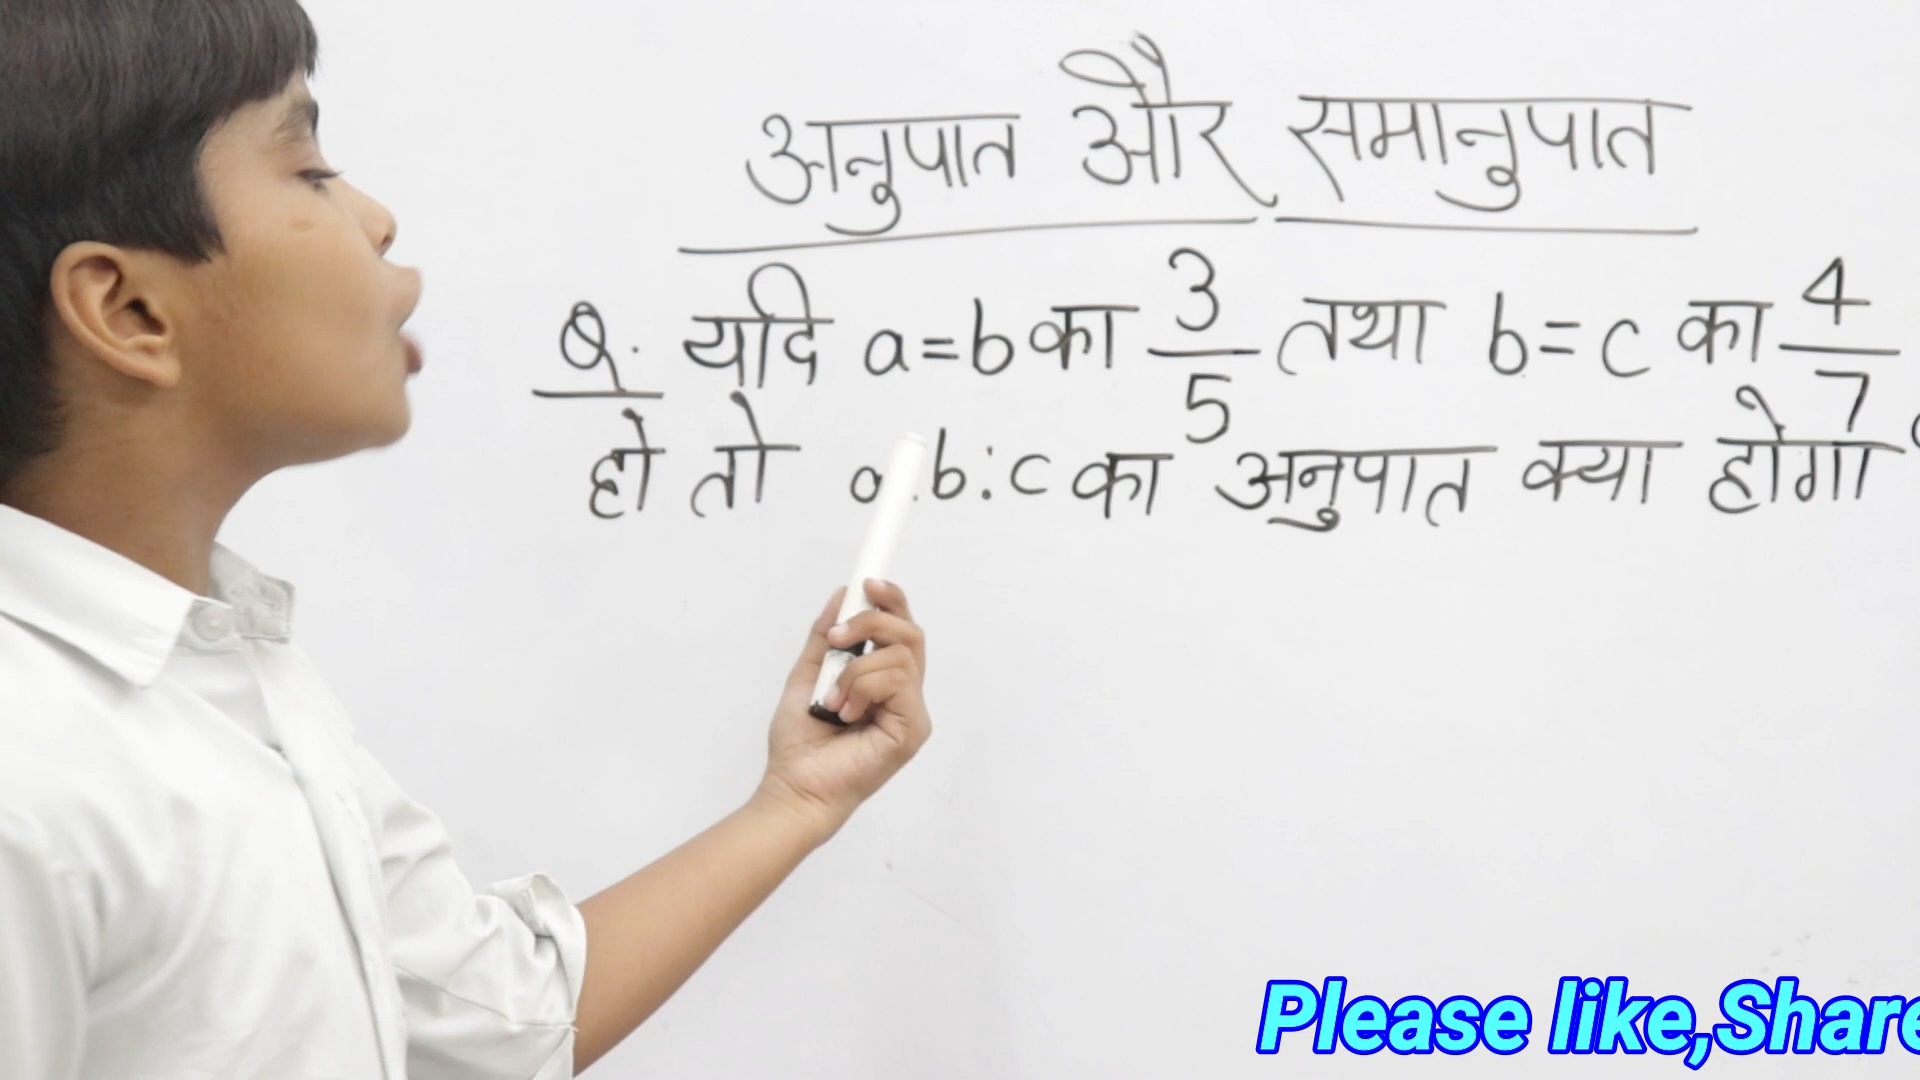 अनुपात और समानुपात
Q. यदि a=b का 3/5 तथा b=c का 4/7
हो तो a:b:c का अनुपात क्या होगा
Please like,Share